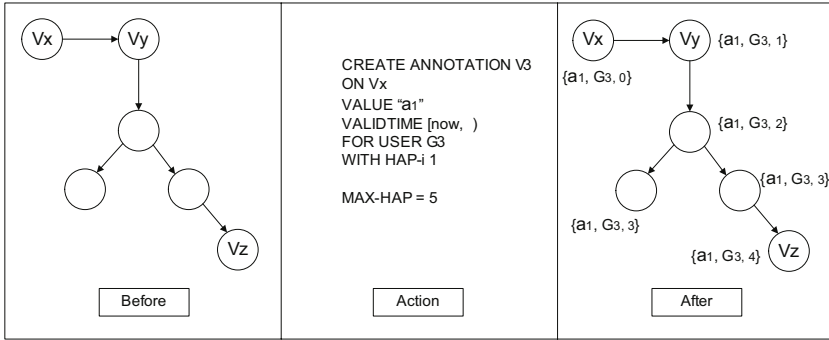 Vx
Vy
Vz
Before
CREATE ANNOTATION V3
ON Vx
VALUE “a1”
VALIDTIME [now, )
FOR USER G3
WITH HAP-i 1
MAX-HAP = 5
Action
Vx
Vy
{a1, G3, 1}
{a1, G3, 0}
{a1, G3, 2}
{a1, G3, 3}
{a1, G3, 3}
Vz
{a1, G3, 4}
After